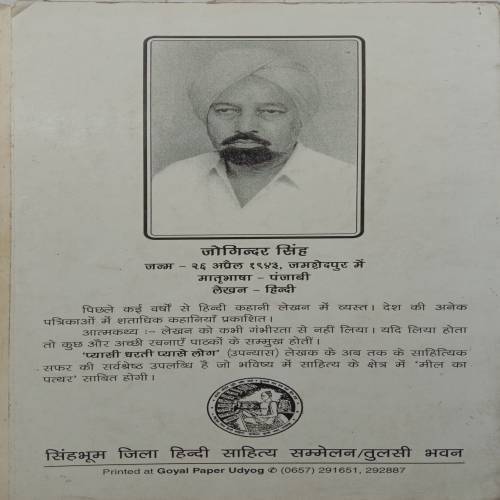 जोगिन्दर सिंह
जन्म - २६ अप्रैल १९४३, जमशेदपुर में
मातृभाषा - पंजाबी
लेखन - हिन्दी
पिछले कई वर्षों से हिन्दी कहानी लेखन में व्यस्त। देश की अनेक
पत्रिकाओं में शताधिक कहानियाँ प्रकाशित।
आत्मकथ्य :- लेखन को कभी गंभीरता से नहीं लिया। यदि लिया होता
तो कुछ और अच्छी रचनाएँ पाठकों के सम्मुख होतीं।
'प्यासी धरती प्यासे लोग' (उपन्यास) लेखक के अब तक के साहित्यिक
सफर की सर्वश्रेष्ठ उपलब्धि है जो भविष्य में साहित्य के क्षेत्र में 'मील का
पत्थर' साबित होगी।
सिंहभूम जिला हिन्दी साहित्य सम्मेलन/तुलसी भवन
Printed at Goyal Paper Udyog ✆ (0657) 291651, 292887